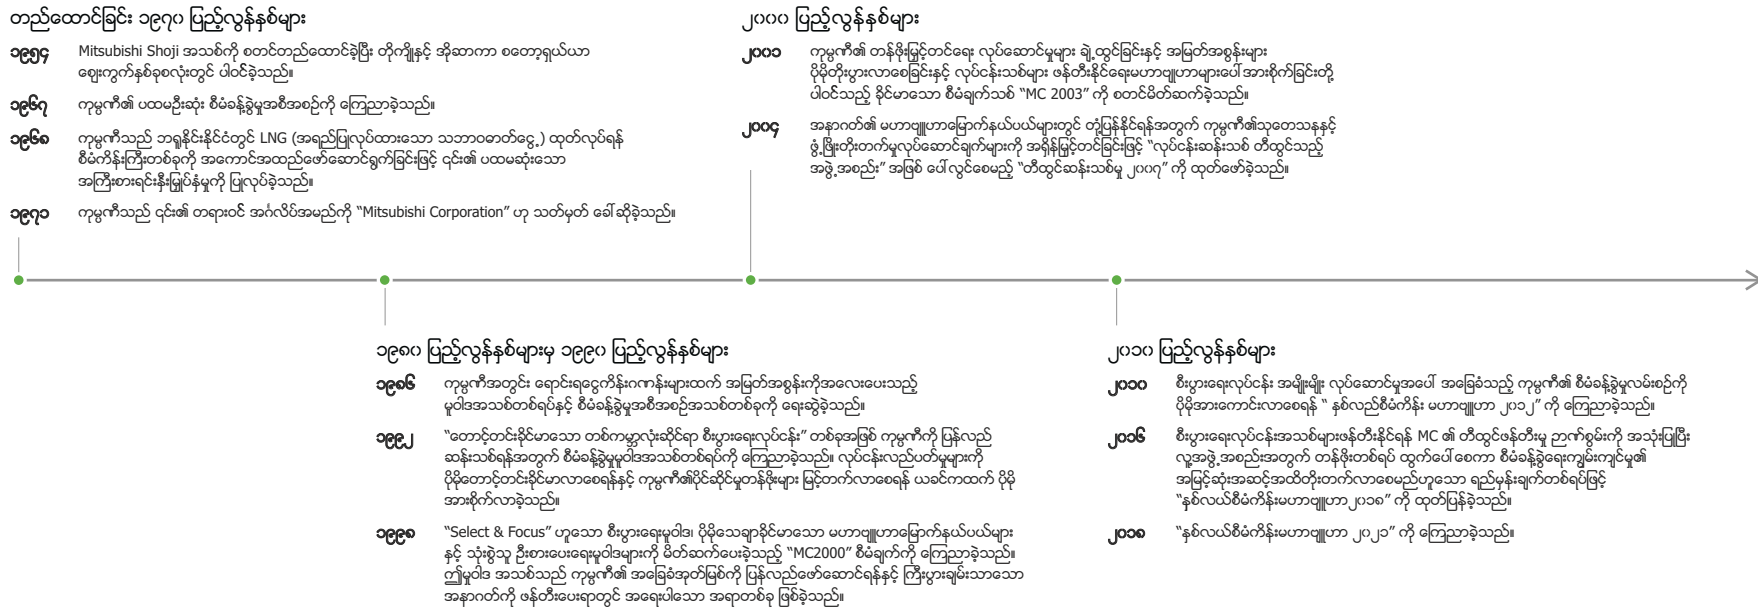 တည်ထောင်ခြင်း ၁၉၇၀ ပြည့်လွန်နှစ်များ
၁၉၅၄ Mitsubishi Shoji အသစ်ကို စတင်တည်ထောင်ခဲ့ပြီး တိုကျိုနှင့် အိုဆာကာ စတော့ရှယ်ယာ
ဈေးကွက်နှစ်ခုစလုံးတွင် ပါဝင်ခဲ့သည်။
၁၉၆၇ ကုမ္ပဏီ၏ ပထမဦးဆုံး စီမံခန့်ခွဲမှုအစီအစဉ်ကို ကြေညာခဲ့သည်။
၁၉၆၈ ကုမ္ပဏီသည် ဘရူနိုင်းနိုင်ငံတွင် LNG (အရည်ပြုလုပ်ထားသော သဘာဝဓာတ်ငွေ့) ထုတ်လုပ်ရန်
စီမံကိန်းကြီးတစ်ခုကို အကောင်အထည်ဖော်ဆောင်ရွက်ခြင်းဖြင့် ၎င်း၏ ပထမဆုံးသော
အကြီးစားရင်းနှီးမြှုပ်နှံမှုကို ပြုလုပ်ခဲ့သည်။
၁၉၇၁ ကုမ္ပဏီသည် ၎င်း၏ တရားဝင် အင်္ဂလိပ်အမည်ကို “Mitsubishi Corporation” ဟု သတ်မှတ် ခေါ်ဆိုခဲ့သည်။
၂၀၀၀ ပြည့်လွန်နှစ်များ
၂၀၀၁ ကုမ္ပဏီ၏ တန်ဖိုးမြှင့်တင်ရေး လုပ်ဆောင်မှုများ ချဲ့ထွင်ခြင်းနှင့် အမြတ်အစွန်းများ
ပိုမိုတိုးပွားလာစေခြင်းနှင့် လုပ်ငန်းသစ်များ ဖန်တီးနိုင်ရေးမဟာဗျူဟာများပေါ် အားစိုက်ခြင်းတို့
ပါဝင်သည့် ခိုင်မာသော စီမံချက်သစ် “MC 2003” ကို စတင်မိတ်ဆက်ခဲ့သည်။
၂၀၀၄ အနာဂတ်၏ မဟာဗျူဟာမြောက်နယ်ပယ်များတွင် တုံ့ပြန်နိုင်ရန်အတွက် ကုမ္ပဏီ၏သုတေသနနှင့်
ဖွံ့ဖြိုးတိုးတက်မှုလုပ်ဆောင်ချက်များကို အရှိန်မြှင့်တင်ခြင်းဖြင့် “လုပ်ငန်းဆန်းသစ် တီထွင်သည့်
အဖွဲ့အစည်း” အဖြစ် ပေါ်လွင်စေမည့် “တီထွင်ဆန်းသစ်မှု ၂၀၀၇” ကို ထုတ်ဖော်ခဲ့သည်။
၁၉၈၀ ပြည့်လွန်နှစ်များမှ ၁၉၉၀ ပြည့်လွန်နှစ်များ
၁၉၈၆ ကုမ္ပဏီအတွင်း ရောင်းရငွေကိန်းဂဏန်းများထက် အမြတ်အစွန်းကိုအလေးပေးသည့်
မူဝါဒအသစ်တစ်ရပ်နှင့် စီမံခန့်ခွဲမှုအစီအစဉ်အသစ်တစ်ခုကို ရေးဆွဲခဲ့သည်။
၁၉၉၂ “တောင့်တင်းခိုင်မာသော တစ်ကမ္ဘာလုံးဆိုင်ရာ စီးပွားရေးလုပ်ငန်း” တစ်ခုအဖြစ် ကုမ္ပဏီကို ပြန်လည်
ဆန်းသစ်ရန်အတွက် စီမံခန့်ခွဲမှုမူဝါဒအသစ်တစ်ရပ်ကို ကြေညာခဲ့သည်။ လုပ်ငန်းလည်ပတ်မှုများကို
ပိုမိုတောင့်တင်းခိုင်မာလာစေရန်နှင့် ကုမ္ပဏီ၏ပိုင်ဆိုင်မှုတန်ဖိုးများ မြင့်တက်လာစေရန် ယခင်ကထက် ပိုမို
အားစိုက်လာခဲ့သည်။
၁၉၉၈ “Select & Focus” ဟူသော စီးပွားရေးမူဝါဒ၊ ပိုမိုသေချာခိုင်မာသော မဟာဗျူဟာမြောက်နယ်ပယ်များ
နှင့် သုံးစွဲသူ ဦးစားပေးရေးမူဝါဒများကို မိတ်ဆက်ပေးခဲ့သည့် “MC2000” စီမံချက်ကို ကြေညာခဲ့သည်။
ဤမူဝါဒ အသစ်သည် ကုမ္ပဏီ၏ အခြေခံအုတ်မြစ်ကို ပြန်လည်ဖော်ဆောင်ရန်နှင့် ကြီးပွားချမ်းသာသော
အနာဂတ်ကို ဖန်တီးပေးရာတွင် အရေးပါသော အရာတစ်ခု ဖြစ်ခဲ့သည်။
၂၀၁၀ ပြည့်လွန်နှစ်များ
၂၀၁၀ စီးပွားရေးလုပ်ငန်း အမျိုးမျိုး လုပ်ဆောင်မှုအပေါ် အခြေခံသည့် ကုမ္ပဏီ၏ စီမံခန့်ခွဲမှုလမ်းစဉ်ကို
ပိုမိုအားကောင်းလာစေရန် “ နှစ်လည်စီမံကိန်း မဟာဗျူဟာ ၂၀၁၂” ကို ကြေညာခဲ့သည်။
၂၀၁၆ စီးပွားရေးလုပ်ငန်းအသစ်များဖန်တီးနိုင်ရန် MC ၏ တီထွင်ဖန်တီးမှု ဉာဏ်စွမ်းကို အသုံးပြုပြီး
လူ့အဖွဲ့အစည်းအတွက် တန်ဖိုးတစ်ရပ် ထွက်ပေါ်စေကာ စီမံခန့်ခွဲရေးကျွမ်းကျင်မှု၏
အမြင့်ဆုံးအဆင့်အထိတိုးတက်လာစေမည်ဟူသော ရည်မှန်းချက်တစ်ရပ်ဖြင့်
“နှစ်လယ်စီမံကိန်းမဟာဗျူဟာ၂၀၁၈” ကို ထုတ်ပြန်ခဲ့သည်။
၂၀၁၈ “နှစ်လယ်စီမံကိန်းမဟာဗျူဟာ ၂၀၂၁” ကို ကြေညာခဲ့သည်။